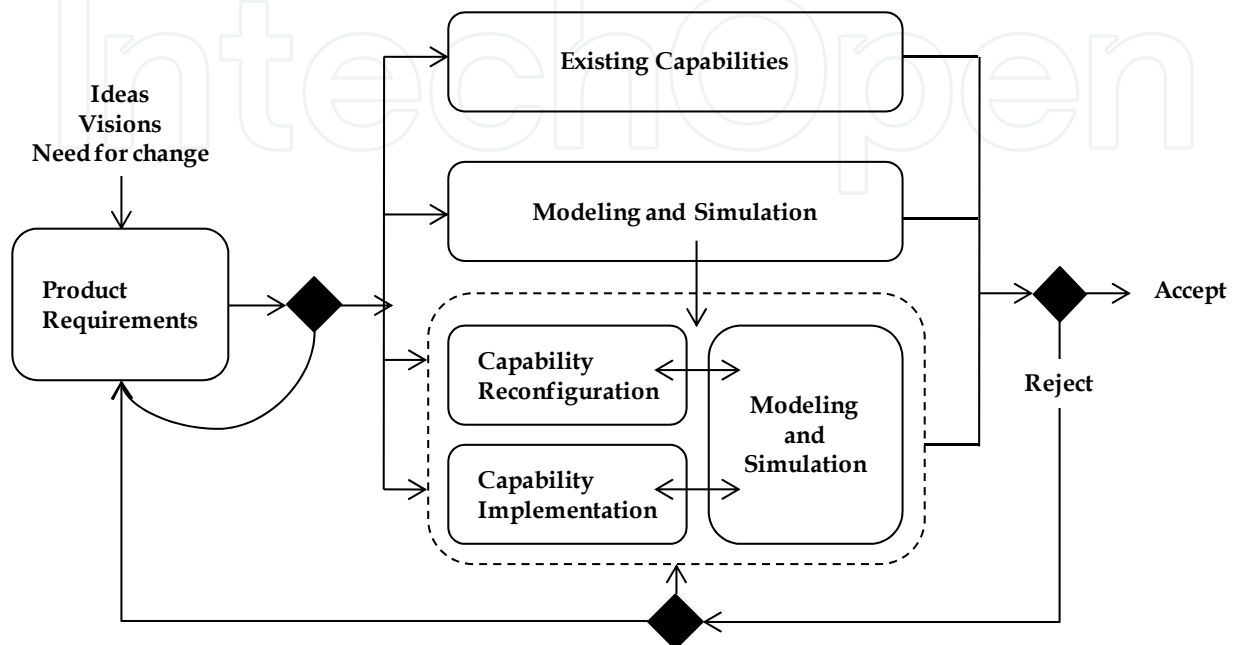 IntechOpen
Existing Capabilities
Ideas
Visions
Need for change
Modeling and Simulation
Product
Requirements
Accept
Capability
Reconfiguration
Modeling
and
Simulation
Reject
Capability
Implementation